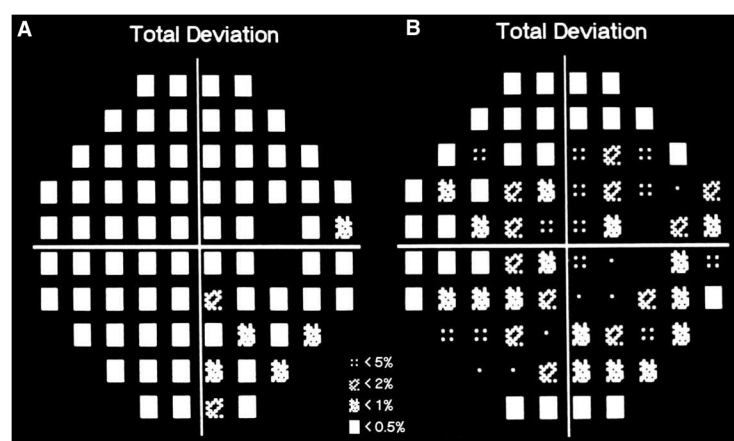 A
Total Deviation
B
Total Deviation
< 5%
< 2%
< 1%
< 0.5%